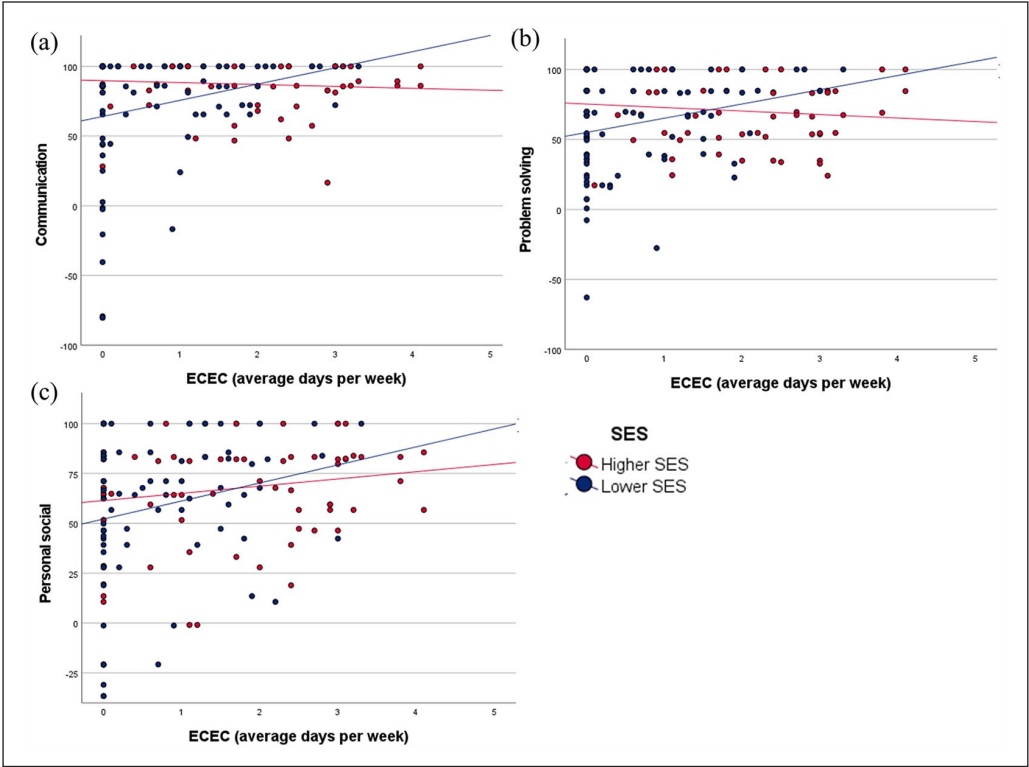 (a)
100
50
0
-50
-100
Communication
0 1 2 3 4 5
ECEC (average days per week)
(b)
100
50
0
-50
-100
Problem solving
0 1 2 3 4 5
ECEC (average days per week)
(c)
100
75
50
25
0
-25
Personal social
0 1 2 3 4 5
ECEC (average days per week)
SES
Higher SES
Lower SES